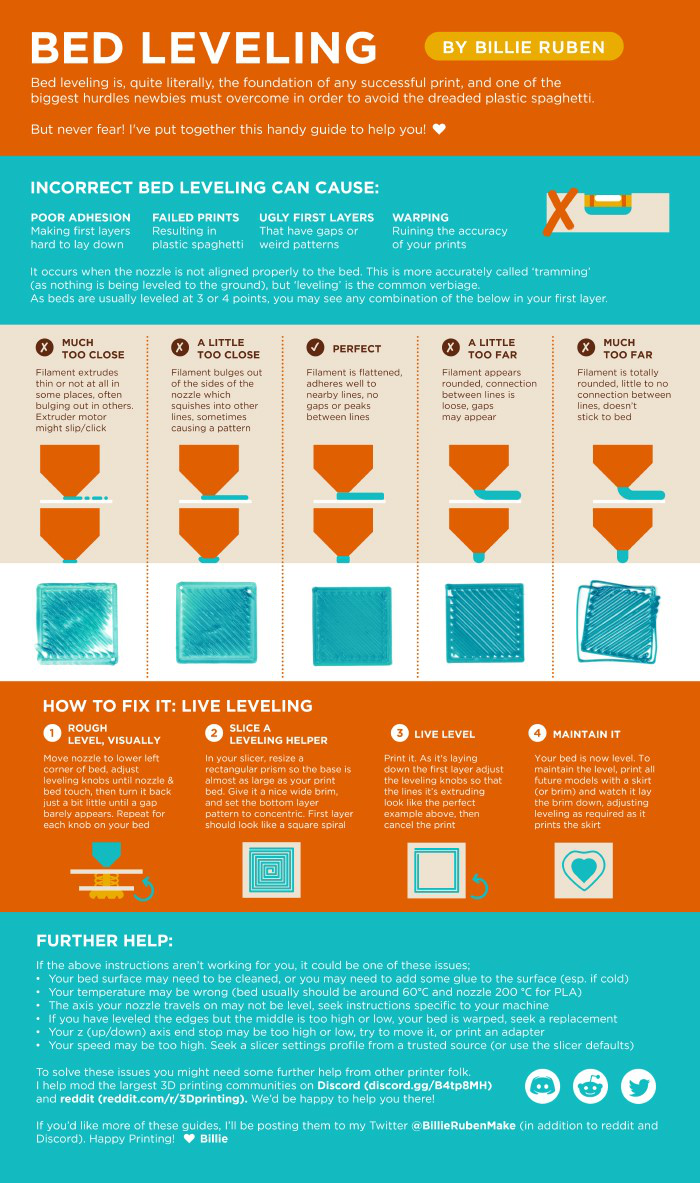 BED LEVELING
BY BILLIE RUBEN
Bed leveling is, quite literally, the foundation of any successful print, and one of the
biggest hurdles newbies must overcome in order to avoid the dreaded plastic spaghetti.
But never fear! I've put together this handy guide to help you! ♥
INCORRECT BED LEVELING CAN CAUSE:
POOR ADHESION
Making first layers
hard to lay down
FAILED PRINTS
Resulting in
plastic spaghetti
UGLY FIRST LAYERS
That have gaps or
weird patterns
WARPING
Ruining the accuracy
of your prints
It occurs when the nozzle is not aligned properly to the bed. This is more accurately called 'tramming'
(as nothing is being leveled to the ground), but 'leveling' is the common verbiage.
As beds are usually leveled at 3 or 4 points, you may see any combination of the below in your first layer.
MUCH
TOO CLOSE
Filament extrudes
thin or not at all in
some places, often
bulging out in others.
Extruder motor
might slip/click
A LITTLE
TOO CLOSE
Filament bulges out
of the sides of the
nozzle which
squishes into other
lines, sometimes
causing a pattern
PERFECT
Filament is flattened,
adheres well to
nearby lines, no
gaps or peaks
between lines
A LITTLE
TOO FAR
Filament appears
rounded, connection
between lines is
loose, gaps
may appear
MUCH
TOO FAR
Filament is totally
rounded, little to no
connection between
lines, doesn't
stick to bed
HOW TO FIX IT: LIVE LEVELING
1 ROUGH
LEVEL, VISUALLY
Move nozzle to lower left
corner of bed, adjust
leveling knobs until nozzle &
bed touch, then turn it back
just a bit little until a gap
barely appears. Repeat for
each knob on your bed
2 SLICE A
LEVELING HELPER
In your slicer, resize a
rectangular prism so the base is
almost as large as your print
bed. Give it a nice wide brim,
and set the bottom layer
pattern to concentric. First layer
should look like a square spiral
3 LIVE LEVEL
Print it. As it's laying
down the first layer adjust
the leveling knobs so that
the lines it's extruding
look like the perfect
example above, then
cancel the print
4 MAINTAIN IT
Your bed is now level. To
maintain the level, print all
future models with a skirt
(or brim) and watch it lay
the brim down, adjusting
leveling as required as it
prints the skirt
FURTHER HELP:
If the above instructions aren't working for you, it could be one of these issues;
• Your bed surface may need to be cleaned, or you may need to add some glue to the surface (esp. if cold)
• Your temperature may be wrong (bed usually should be around 60°C and nozzle 200 °C for PLA)
• The axis your nozzle travels on may not be level, seek instructions specific to your machine
• If you have leveled the edges but the middle is too high or low, your bed is warped, seek a replacement
• Your z (up/down) axis end stop may be too high or low, try to move it, or print an adapter
• Your speed may be too high. Seek a slicer settings profile from a trusted source (or use the slicer defaults)
To solve these issues you might need some further help from other printer folk.
I help mod the largest 3D printing communities on Discord (discord.gg/B4tp8MH)
and reddit (reddit.com/r/3Dprinting). We'd be happy to help you there!
If you'd like more of these guides, I'll be posting them to my Twitter @BillieRubenMake (in addition to reddit and
Discord). Happy Printing! ♥ Billie